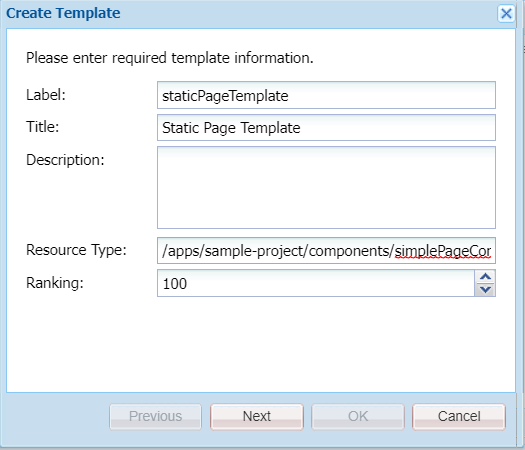 Create Template
Please enter required template information.
Label: staticPageTemplate
Title: Static Page Template
Description:
Resource Type: /apps/sample-project/components/simplePageCor
Ranking: 100
Previous Next OK Cancel